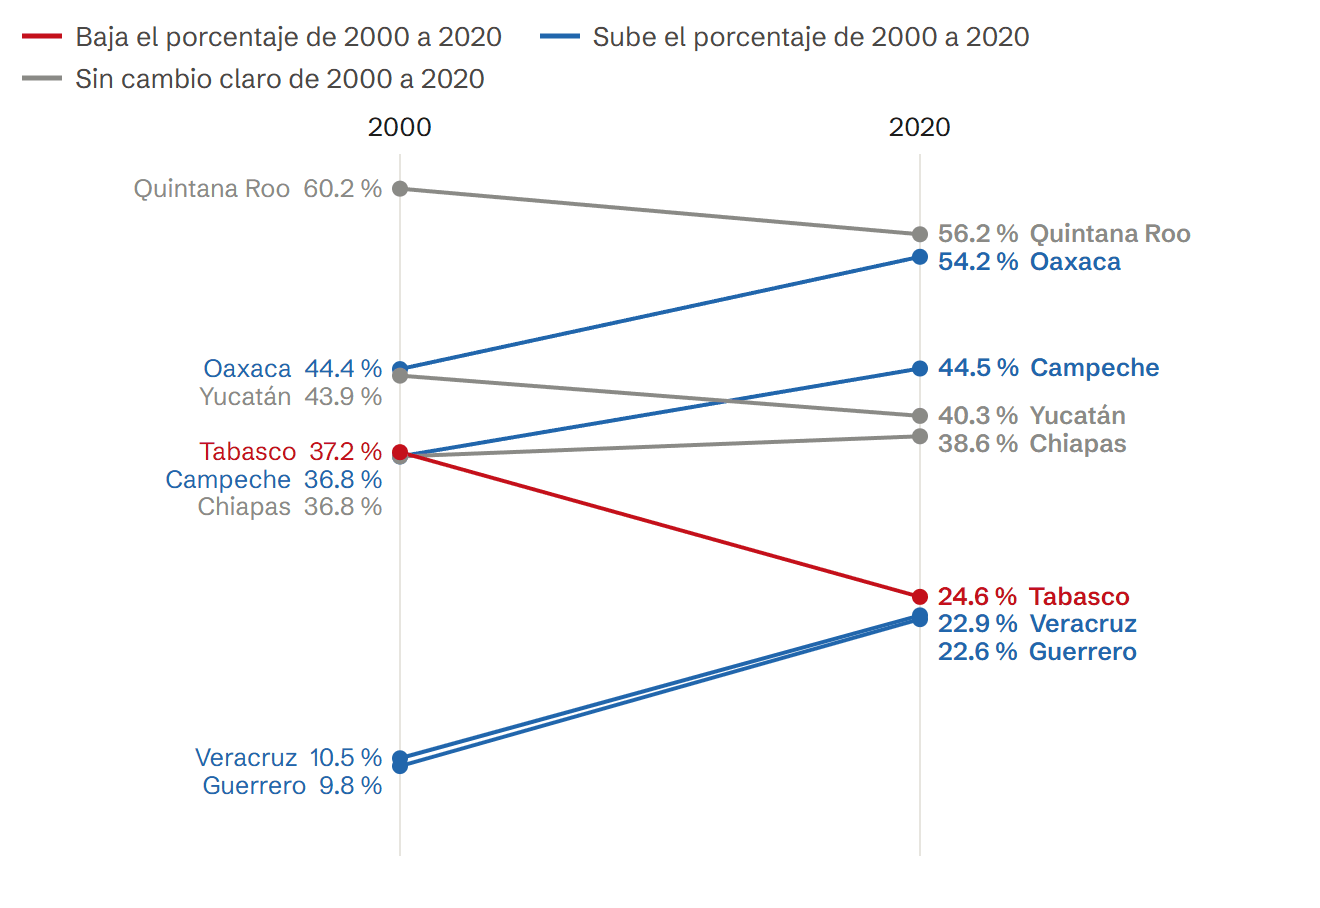 Baja el porcentaje de 2000 a 2020
Sube el porcentaje de 2000 a 2020
Sin cambio claro de 2000 a 2020
2000
2020
Quintana Roo 60.2 %
Oaxaca 44.4 %
Yucatán 43.9 %
Tabasco 37.2 %
Campeche 36.8 %
Chiapas 36.8 %
Veracruz 10.5 %
Guerrero 9.8 %
56.2 % Quintana Roo
54.2 % Oaxaca
44.5 % Campeche
40.3 % Yucatán
38.6 % Chiapas
24.6 % Tabasco
22.9 % Veracruz
22.6 % Guerrero